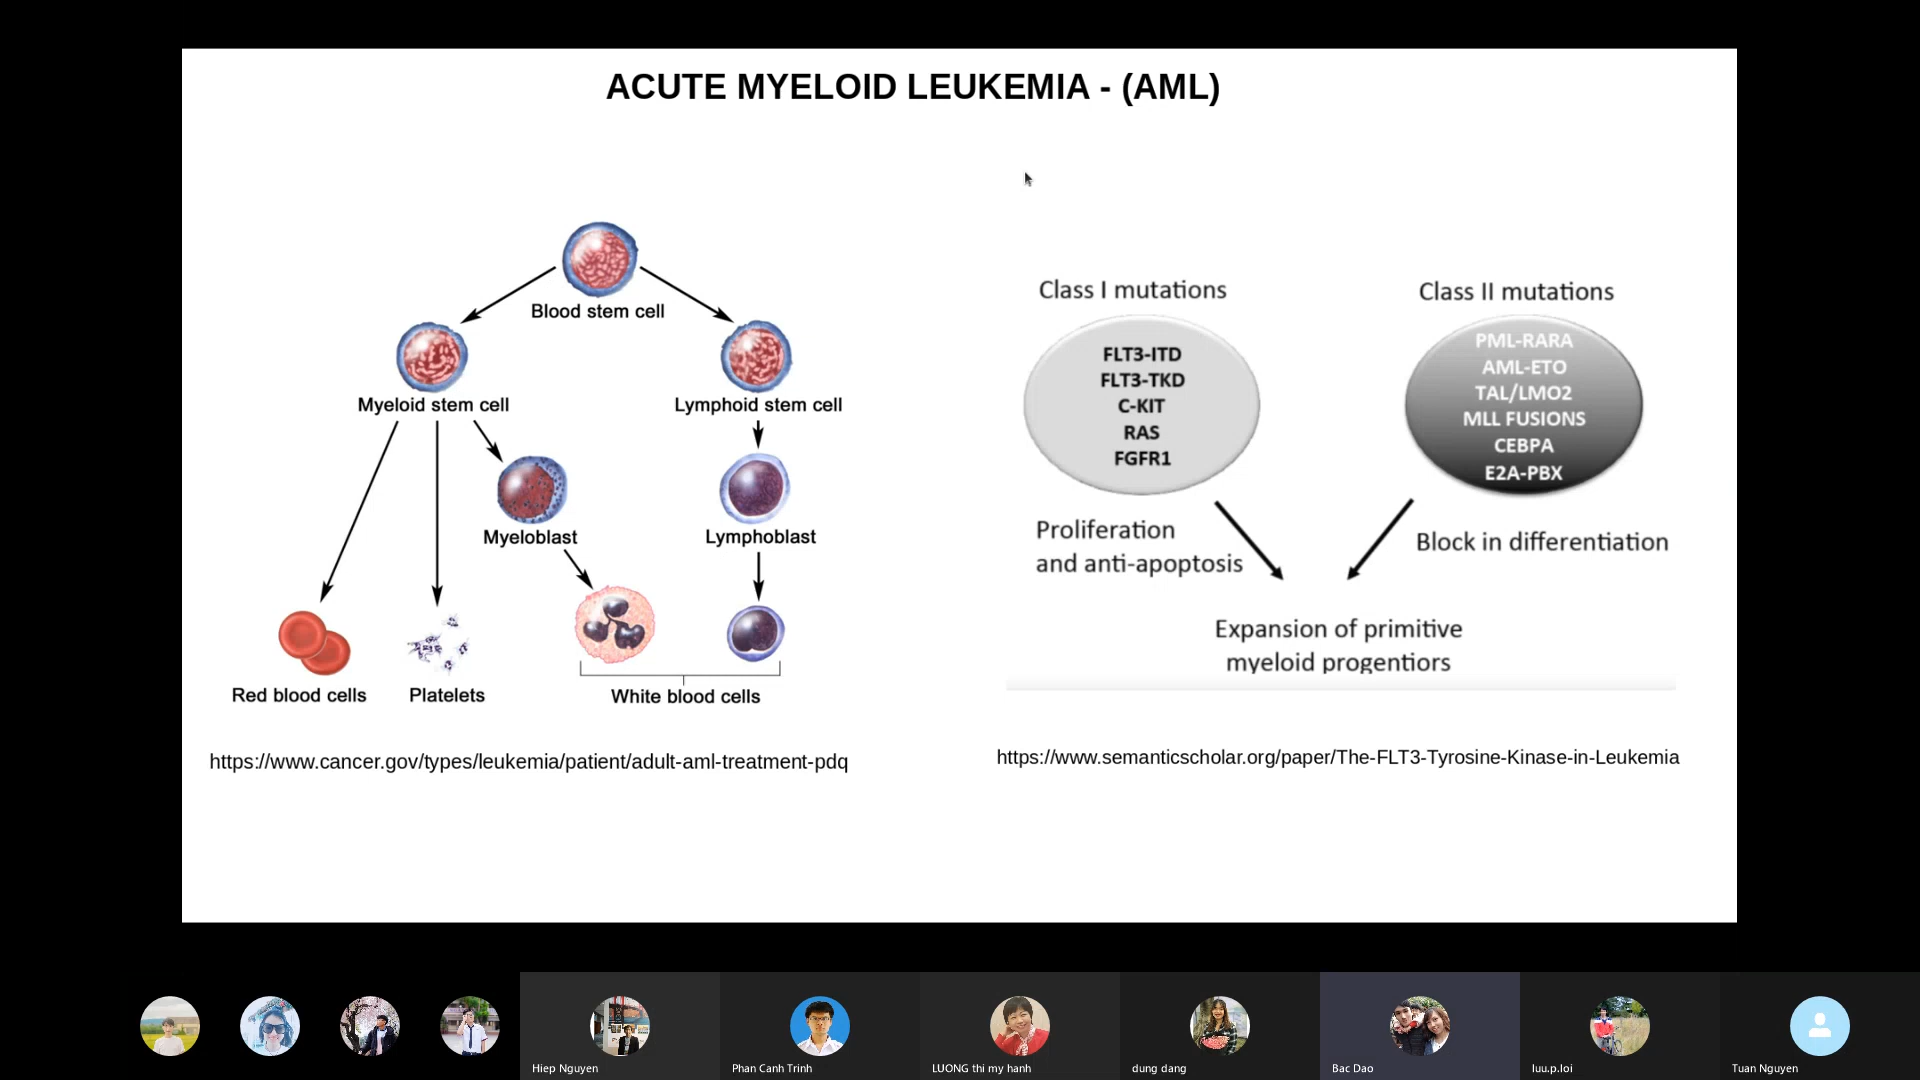 ACUTE MYELOID LEUKEMIA - (AML)
Blood stem cell
Myeloid stem cell
Lymphoid stem cell
Myeloblast
Lymphoblast
Red blood cells
Platelets
White blood cells
https://www.cancer.gov/types/leukemia/patient/adult-aml-treatment-pdq
Class I mutations
FLT3-ITD
FLT3-TKD
C-KIT
RAS
FGFR1
Proliferation
and anti-apoptosis
Class II mutations
PML-RARA
AML-ETO
TAL/LMO2
MLL FUSIONS
CEBPA
E2A-PBX
Block in differentiation
Expansion of primitive
myeloid progentiors
https://www.semanticscholar.org/paper/The-FLT3-Tyrosine-Kinase-in-Leukemia
Hiep Nguyen
Phan Canh Trinh
LUONG thi my hanh
dung dang
Bac Dao
luu.p.loi
Tuan Nguyen